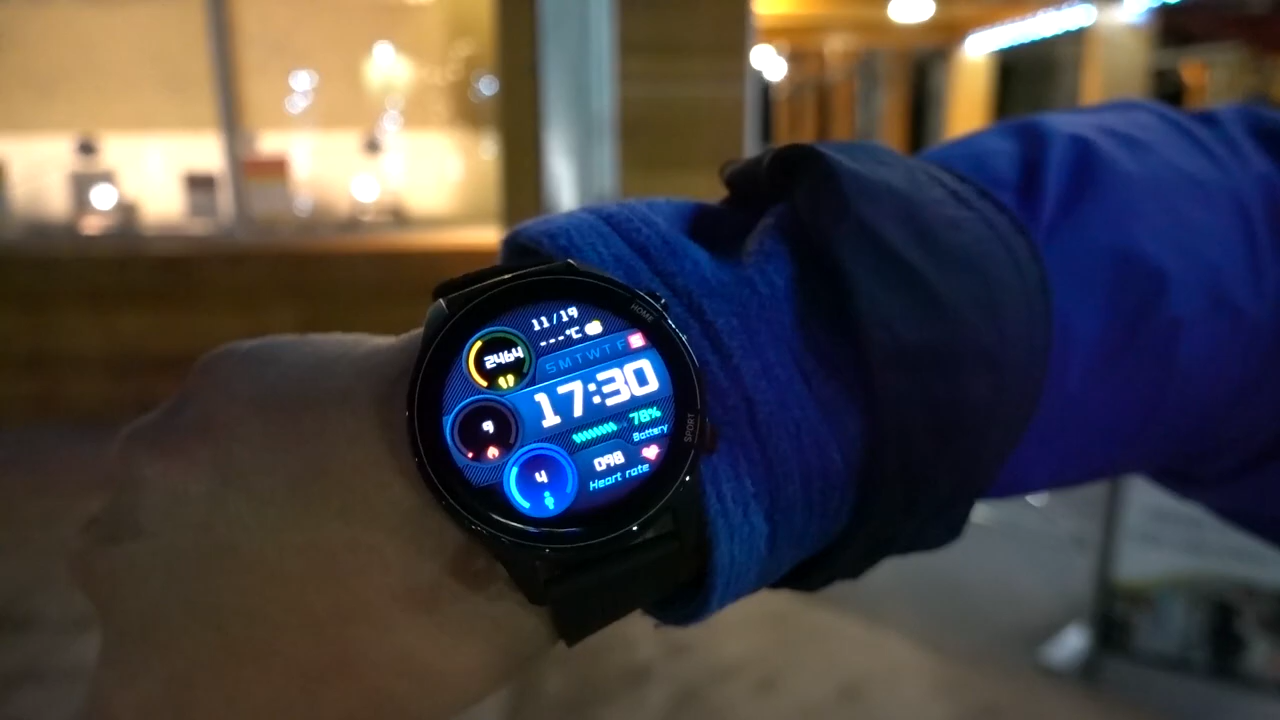 HOME
11/19
2464
---°C
SMTWTF
17:30
9
78%
Battery
SPORT
4
098
Heart rate